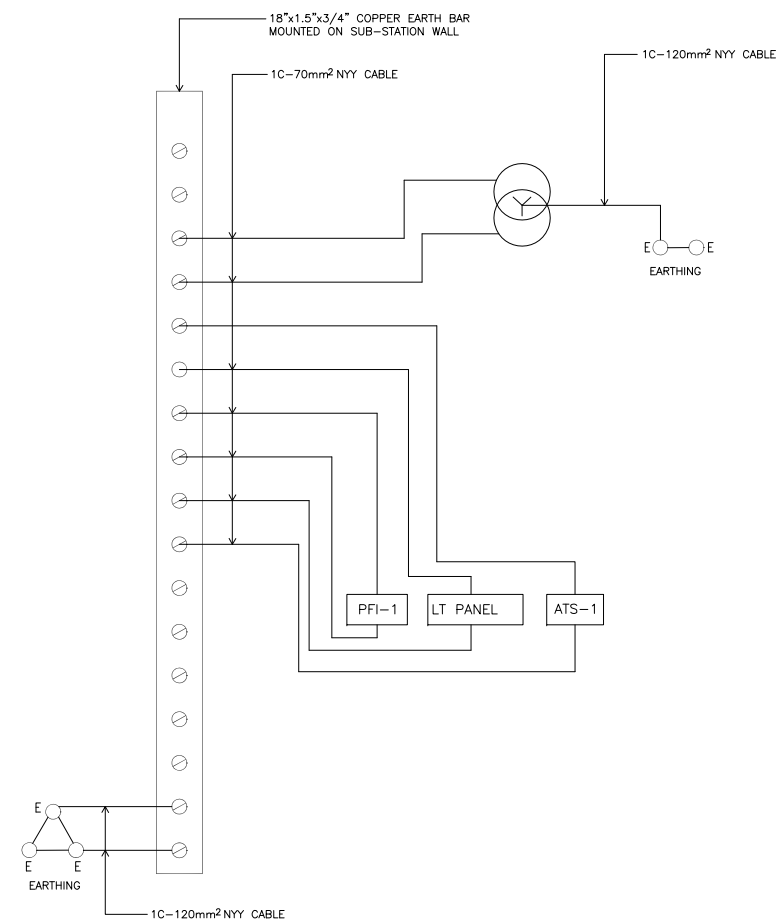 18"x1.5"x3/4" COPPER EARTH BAR
MOUNTED ON SUB-STATION WALL
1C-120mm² NYY CABLE
1C-70mm² NYY CABLE
E
E
EARTHING
PFI-1
LT PANEL
ATS-1
E
E
E
EARTHING
1C-120mm² NYY CABLE